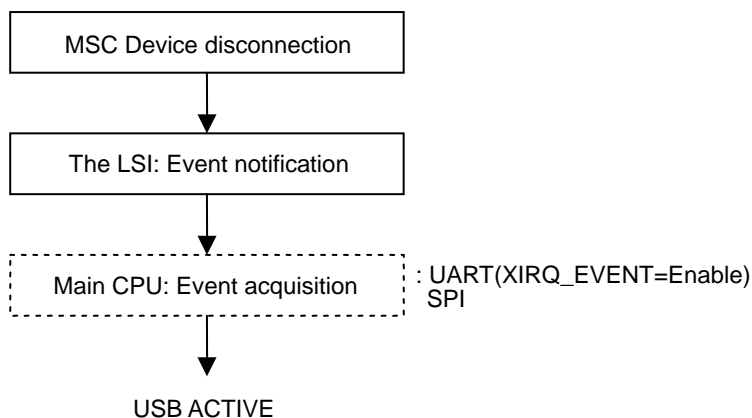 MSC Device disconnection
The LSI: Event notification
Main CPU: Event acquisition
: UART(XIRQ_EVENT=Enable)
SPI
USB ACTIVE